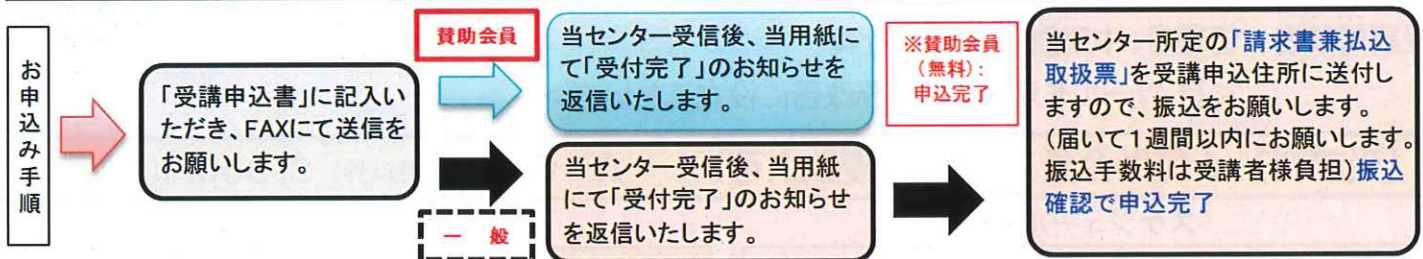 お申込み手順
「受講申込書」に記入い
ただき、FAXにて送信を
お願いします。
賛助会員
当センター受信後、当用紙に
て「受付完了」のお知らせを
返信いたします。
※賛助会員
（無料）：
申込完了
一　般
当センター受信後、当用紙
にて「受付完了」のお知らせ
を返信いたします。
当センター所定の「請求書兼払込
取扱票」を受講申込住所に送付し
ますので、振込をお願いします。
（届いて１週間以内にお願いします。
振込手数料は受講者様負担）振込
確認で申込完了